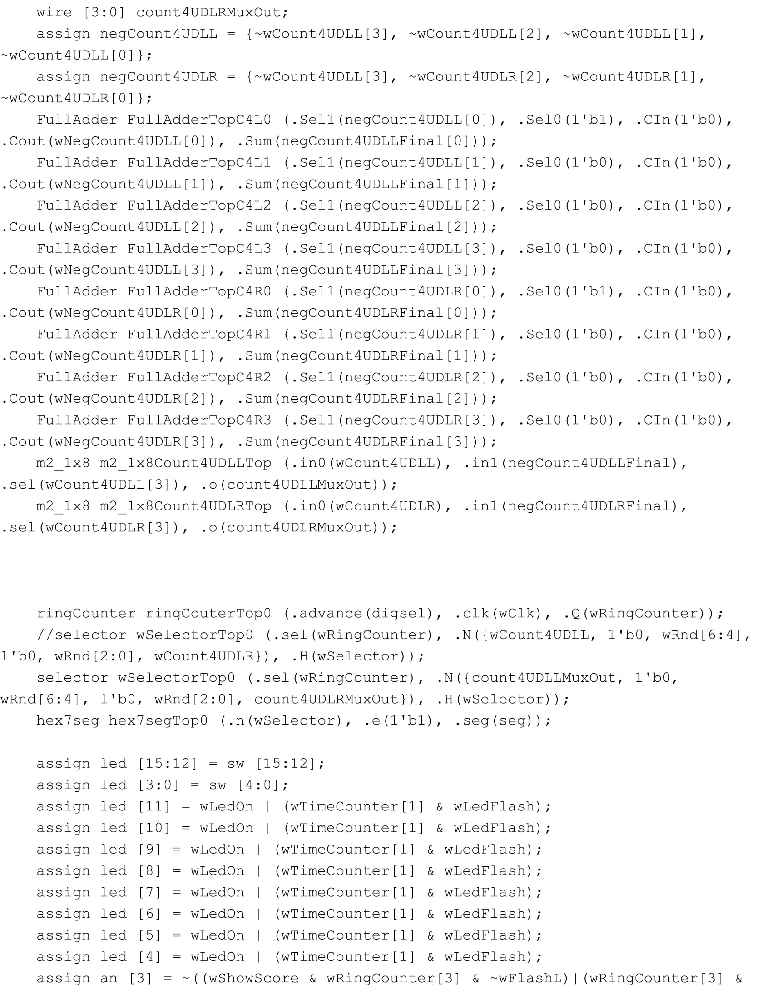 wire [3:0] count4UDLRMuxOut;
assign negCount4UDLL = {~wCount4UDLL[3], ~wCount4UDLL[2], ~wCount4UDLL[1],
~wCount4UDLL[0]};
assign negCount4UDLR = {~wCount4UDLL[3], ~wCount4UDLR[2], ~wCount4UDLR[1],
~wCount4UDLR[0]};
FullAdder FullAdderTopC4L0 (.Sel1(negCount4UDLL[0]), .Sel0(1'b1), .CIn(1'b0),
.Cout(wNegCount4UDLL[0]), .Sum(negCount4UDLLFinal[0]));
FullAdder FullAdderTopC4L1 (.Sel1(negCount4UDLL[1]), .Sel0(1'b0), .CIn(1'b0),
.Cout(wNegCount4UDLL[1]), .Sum(negCount4UDLLFinal[1]));
FullAdder FullAdderTopC4L2 (.Sel1(negCount4UDLL[2]), .Sel0(1'b0), .CIn(1'b0),
.Cout(wNegCount4UDLL[2]), .Sum(negCount4UDLLFinal[2]));
FullAdder FullAdderTopC4L3 (.Sel1(negCount4UDLL[3]), .Sel0(1'b0), .CIn(1'b0),
.Cout(wNegCount4UDLL[3]), .Sum(negCount4UDLLFinal[3]));
FullAdder FullAdderTopC4R0 (.Sel1(negCount4UDLR[0]), .Sel0(1'b1), .CIn(1'b0),
.Cout(wNegCount4UDLR[0]), .Sum(negCount4UDLRFinal[0]));
FullAdder FullAdderTopC4R1 (.Sel1(negCount4UDLR[1]), .Sel0(1'b0), .CIn(1'b0),
.Cout(wNegCount4UDLR[1]), .Sum(negCount4UDLRFinal[1]));
FullAdder FullAdderTopC4R2 (.Sel1(negCount4UDLR[2]), .Sel0(1'b0), .CIn(1'b0),
.Cout(wNegCount4UDLR[2]), .Sum(negCount4UDLRFinal[2]));
FullAdder FullAdderTopC4R3 (.Sel1(negCount4UDLR[3]), .Sel0(1'b0), .CIn(1'b0),
.Cout(wNegCount4UDLR[3]), .Sum(negCount4UDLRFinal[3]));
m2_1x8 m2_1x8Count4UDLLTop (.in0(wCount4UDLL), .in1(negCount4UDLLFinal),
.sel(wCount4UDLL[3]), .o(count4UDLLMuxOut));
m2_1x8 m2_1x8Count4UDLRTop (.in0(wCount4UDLR), .in1(negCount4UDLRFinal),
.sel(wCount4UDLR[3]), .o(count4UDLRMuxOut));
ringCounter ringCouterTop0 (.advance(digsel), .clk(wClk), .Q(wRingCounter));
//selector wSelectorTop0 (.sel(wRingCounter), .N({wCount4UDLL, 1'b0, wRnd[6:4],
1'b0, wRnd[2:0], wCount4UDLR}), .H(wSelector));
selector wSelectorTop0 (.sel(wRingCounter), .N({count4UDLLMuxOut, 1'b0,
wRnd[6:4], 1'b0, wRnd[2:0], count4UDLRMuxOut}), .H(wSelector));
hex7seg hex7segTop0 (.n(wSelector), .e(1'b1), .seg(seg));
assign led [15:12] = sw [15:12];
assign led [3:0] = sw [4:0];
assign led [11] = wLedOn | (wTimeCounter[1] & wLedFlash);
assign led [10] = wLedOn | (wTimeCounter[1] & wLedFlash);
assign led [9] = wLedOn | (wTimeCounter[1] & wLedFlash);
assign led [8] = wLedOn | (wTimeCounter[1] & wLedFlash);
assign led [7] = wLedOn | (wTimeCounter[1] & wLedFlash);
assign led [6] = wLedOn | (wTimeCounter[1] & wLedFlash);
assign led [5] = wLedOn | (wTimeCounter[1] & wLedFlash);
assign led [4] = wLedOn | (wTimeCounter[1] & wLedFlash);
assign an [3] = ~((wShowScore & wRingCounter[3] & ~wFlashL)|(wRingCounter[3] &